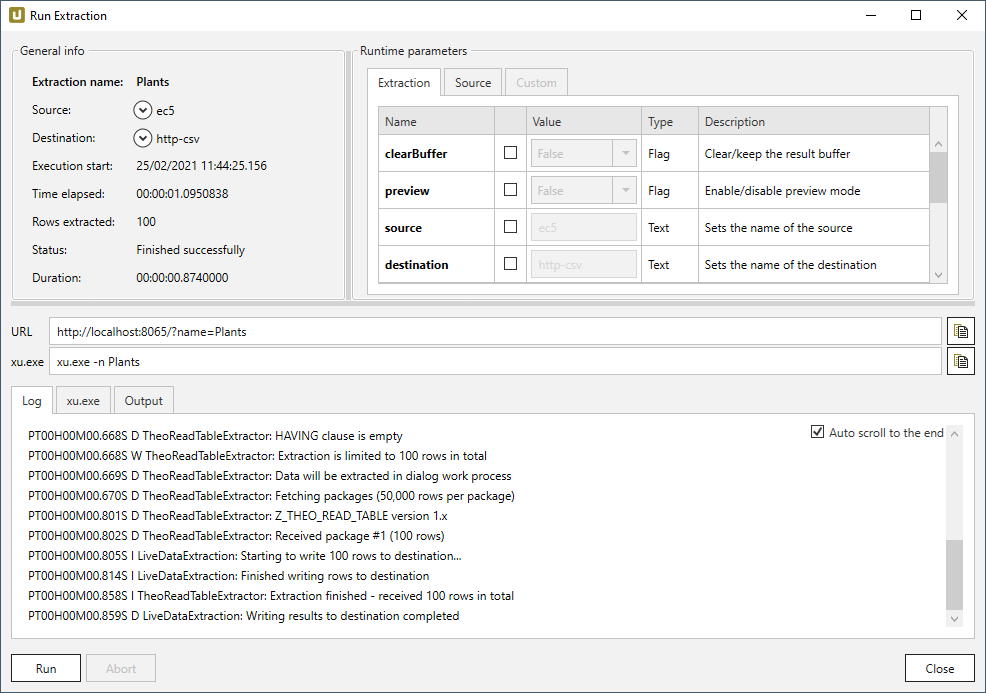 Run Extraction
General info
Extraction name: Plants
Source: ec5
Destination: http-csv
Execution start: 25/02/2021 11:44:25.156
Time elapsed: 00:00:01.0950838
Rows extracted: 100
Status: Finished successfully
Duration: 00:00:00.8740000
Runtime parameters
Extraction Source Custom
Name Value Type Description
clearBuffer False Flag Clear/keep the result buffer
preview False Flag Enable/disable preview mode
source ec5 Text Sets the name of the source
destination http-csv Text Sets the name of the destination
URL http://localhost:8065/?name=Plants
xu.exe xu.exe -n Plants
Log xu.exe Output
Auto scroll to the end
PT00H00M00.668S D TheoReadTableExtractor: HAVING clause is empty
PT00H00M00.668S W TheoReadTableExtractor: Extraction is limited to 100 rows in total
PT00H00M00.669S D TheoReadTableExtractor: Data will be extracted in dialog work process
PT00H00M00.670S D TheoReadTableExtractor: Fetching packages (50,000 rows per package)
PT00H00M00.801S D TheoReadTableExtractor: Z_THEO_READ_TABLE version 1.x
PT00H00M00.802S D TheoReadTableExtractor: Received package #1 (100 rows)
PT00H00M00.805S I LiveDataExtraction: Starting to write 100 rows to destination...
PT00H00M00.814S I LiveDataExtraction: Finished writing rows to destination
PT00H00M00.858S I TheoReadTableExtractor: Extraction finished - received 100 rows in total
PT00H00M00.859S D LiveDataExtraction: Writing results to destination completed
Run Abort Close